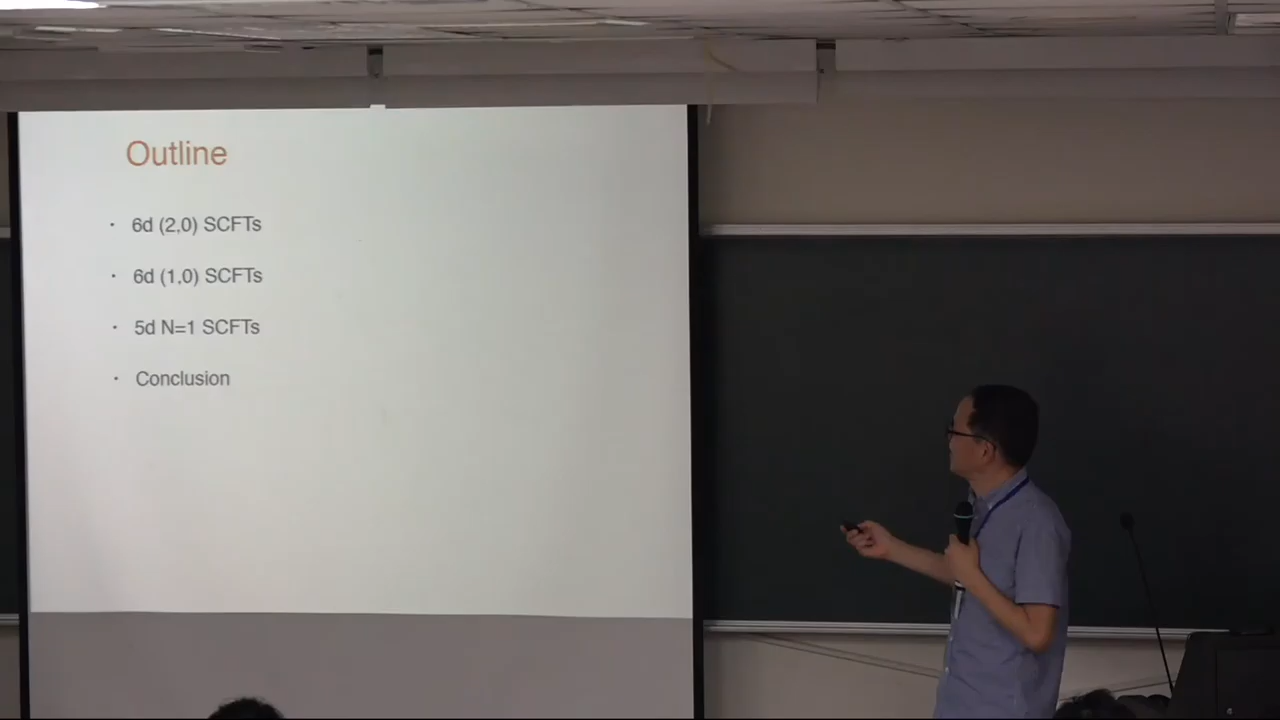 Outline
· 6d (2,0) SCFTs
· 6d (1,0) SCFTs
· 5d N=1 SCFTs
· Conclusion